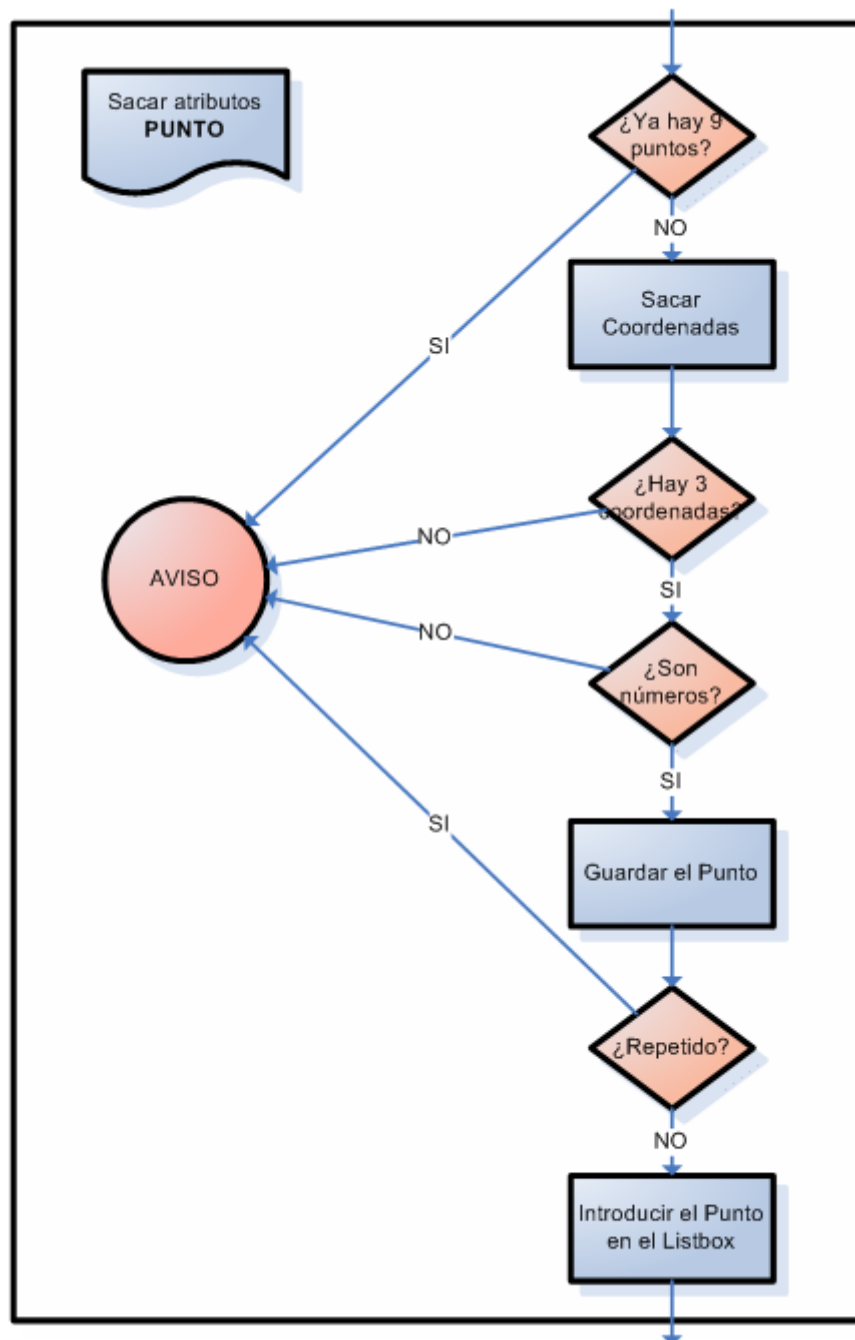 Sacar atributos
PUNTO
¿Ya hay 9
puntos?
NO
Sacar
Coordenadas
SI
¿Hay 3
coordenadas?
NO
AVISO
SI
NO
¿Son
números?
SI
SI
Guardar el Punto
¿Repetido?
NO
Introducir el Punto
en el Listbox